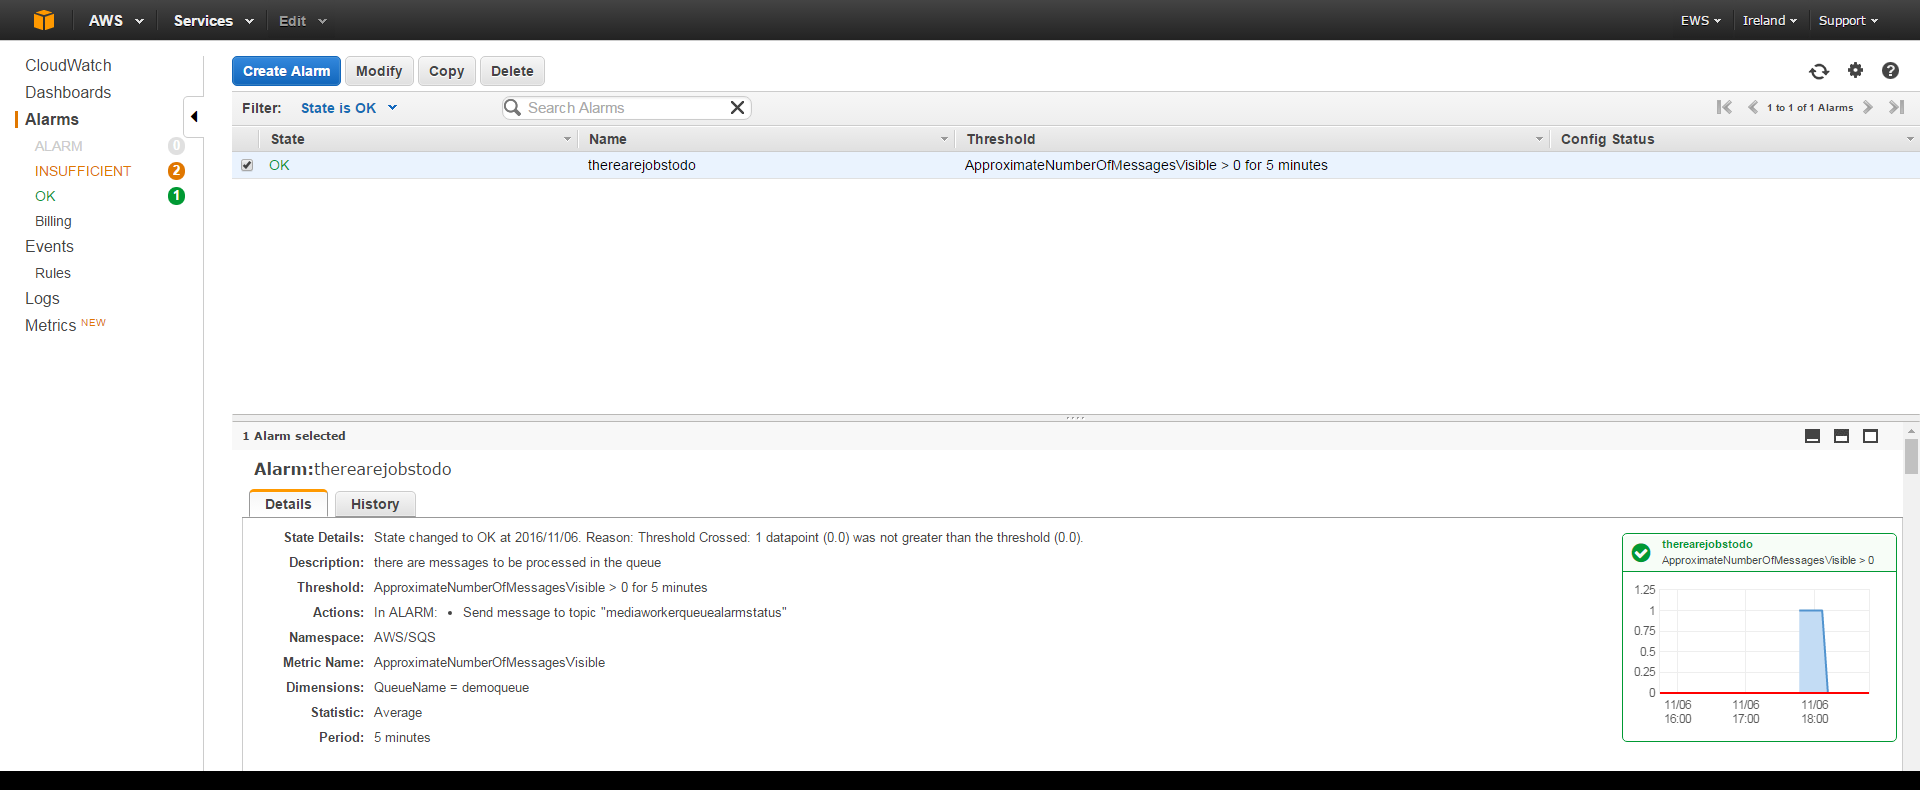 AWS Services Edit EWS Ireland Support
CloudWatch
Dashboards
Alarms
ALARM 0
INSUFFICIENT 2
OK 1
Billing
Events
Rules
Logs
Metrics NEW
Create Alarm Modify Copy Delete
Filter: State is OK Search Alarms 1 to 1 of 1 Alarms
State Name Threshold Config Status
OK therearejobstodo ApproximateNumberOfMessagesVisible > 0 for 5 minutes
1 Alarm selected
Alarm:therearejobstodo
Details History
State Details: State changed to OK at 2016/11/06. Reason: Threshold Crossed: 1 datapoint (0.0) was not greater than the threshold (0.0).
Description: there are messages to be processed in the queue
Threshold: ApproximateNumberOfMessagesVisible > 0 for 5 minutes
Actions: In ALARM: • Send message to topic "mediaworkerqueuealarmstatus"
Namespace: AWS/SQS
Metric Name: ApproximateNumberOfMessagesVisible
Dimensions: QueueName = demoqueue
Statistic: Average
Period: 5 minutes
therearejobstodo
ApproximateNumberOfMessagesVisible > 0
1.25
1
0.75
0.5
0.25
0
11/06 11/06 11/06
16:00 17:00 18:00